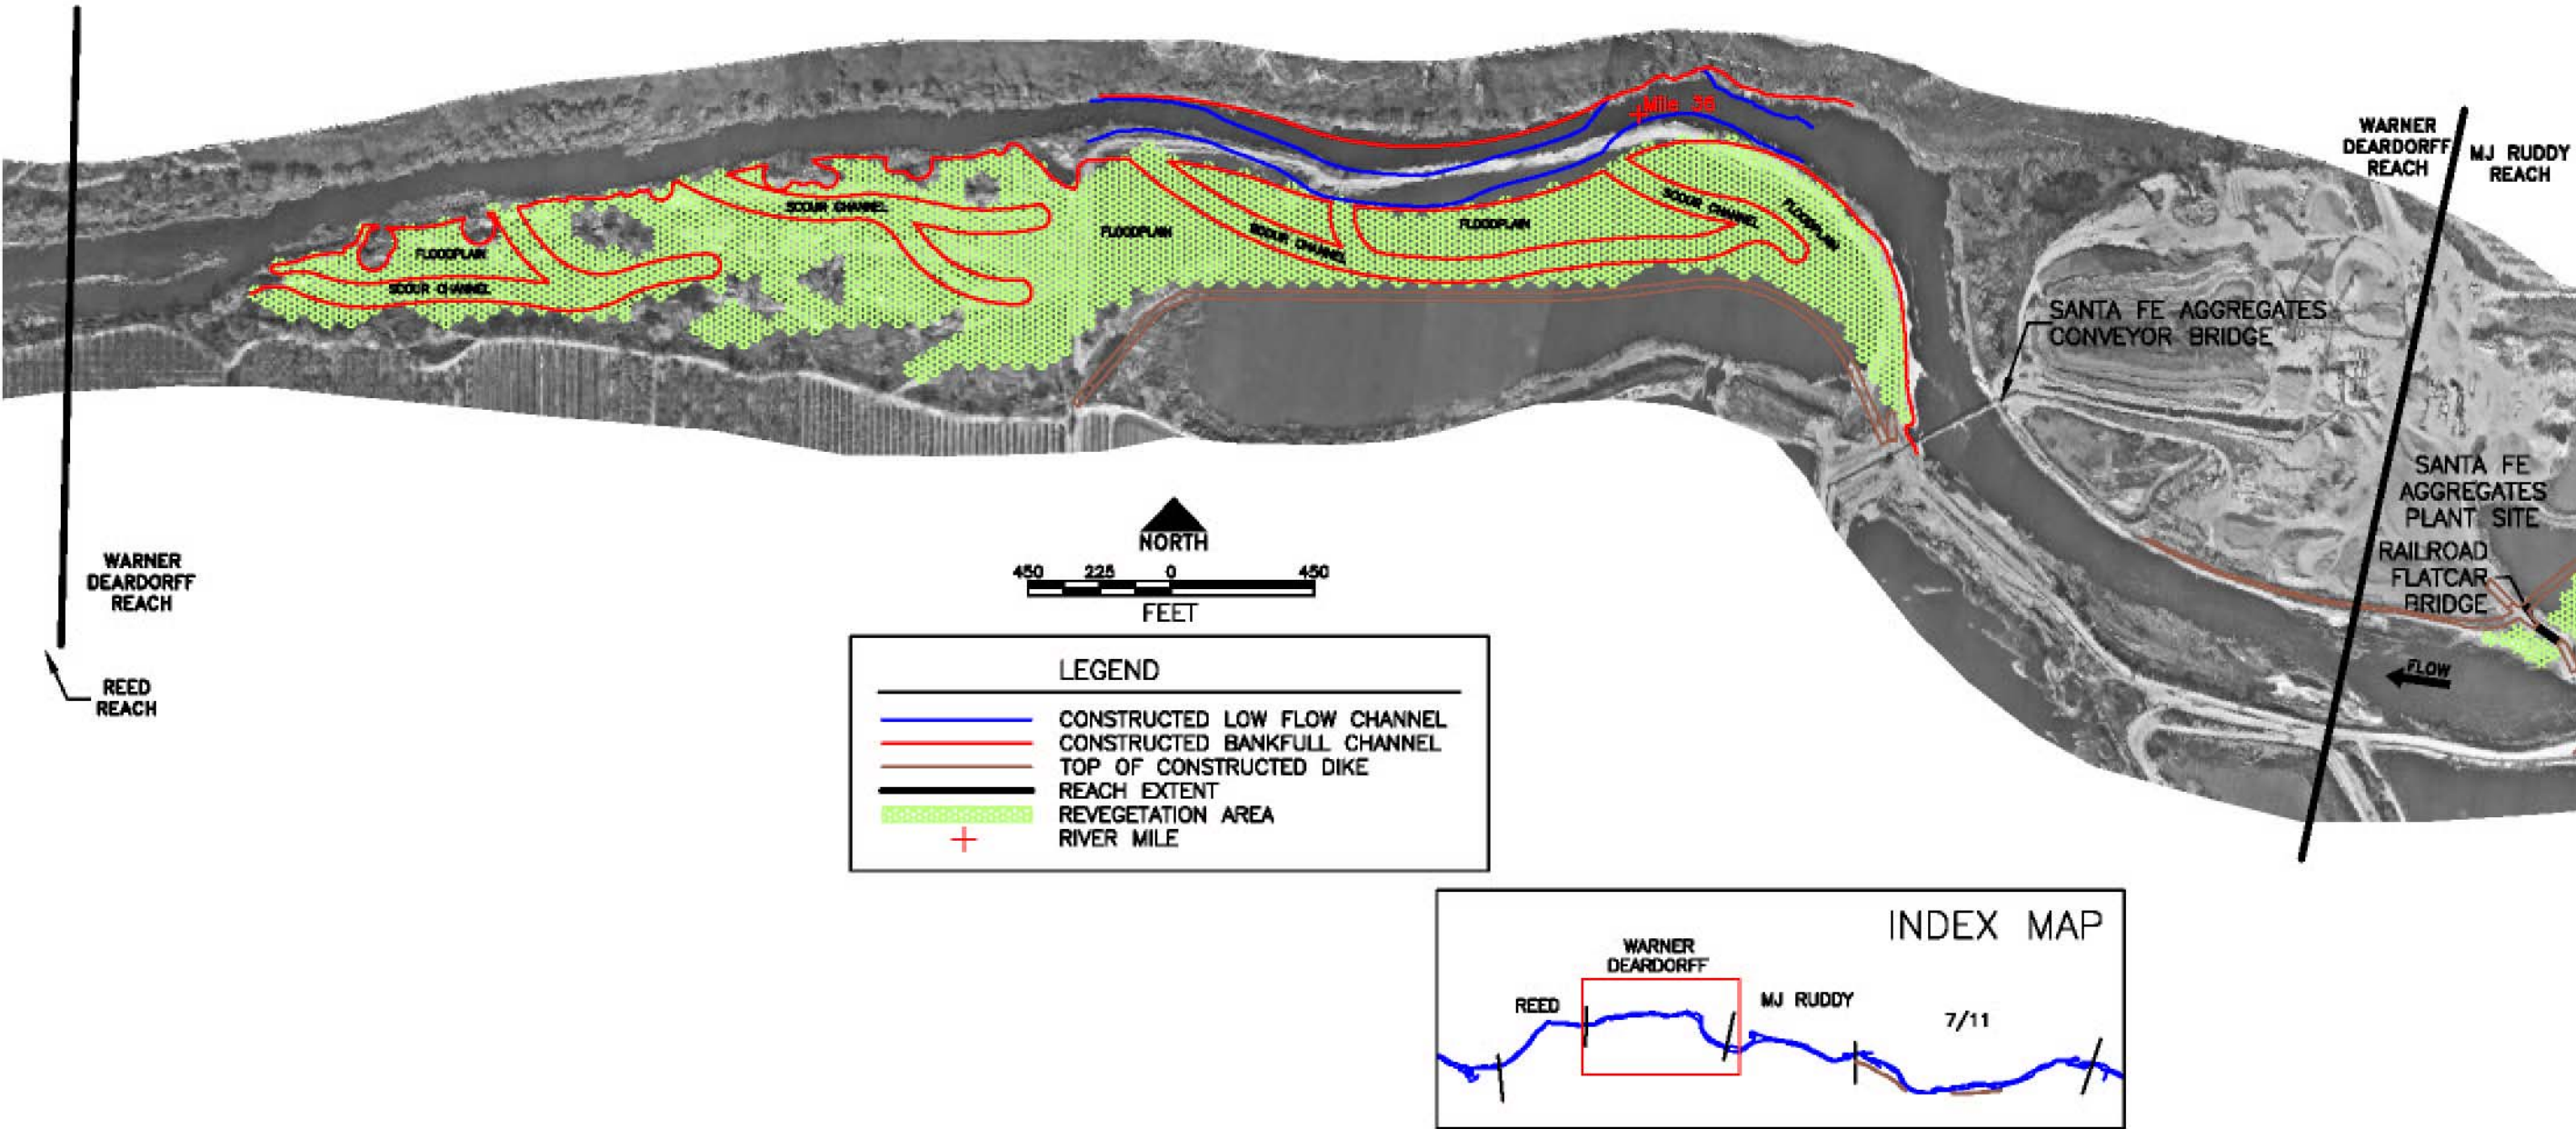 Mile 36
WARNER
DEARDORFF
REACH
MJ RUDDY
REACH
SCOUR CHANNEL
FLOODPLAIN
SCOUR CHANNEL
FLOODPLAIN
SCOUR CHANNEL
FLOODPLAIN
SCOUR CHANNEL
FLOODPLAIN
SANTA FE AGGREGATES
CONVEYOR BRIDGE
SANTA FE
AGGREGATES
PLANT SITE
RAILROAD
FLATCAR
BRIDGE
FLOW
WARNER
DEARDORFF
REACH
REED
REACH
NORTH
450 225 0 450
FEET
LEGEND
CONSTRUCTED LOW FLOW CHANNEL
CONSTRUCTED BANKFULL CHANNEL
TOP OF CONSTRUCTED DIKE
REACH EXTENT
REVEGETATION AREA
RIVER MILE
INDEX MAP
WARNER
DEARDORFF
REED
MJ RUDDY
7/11